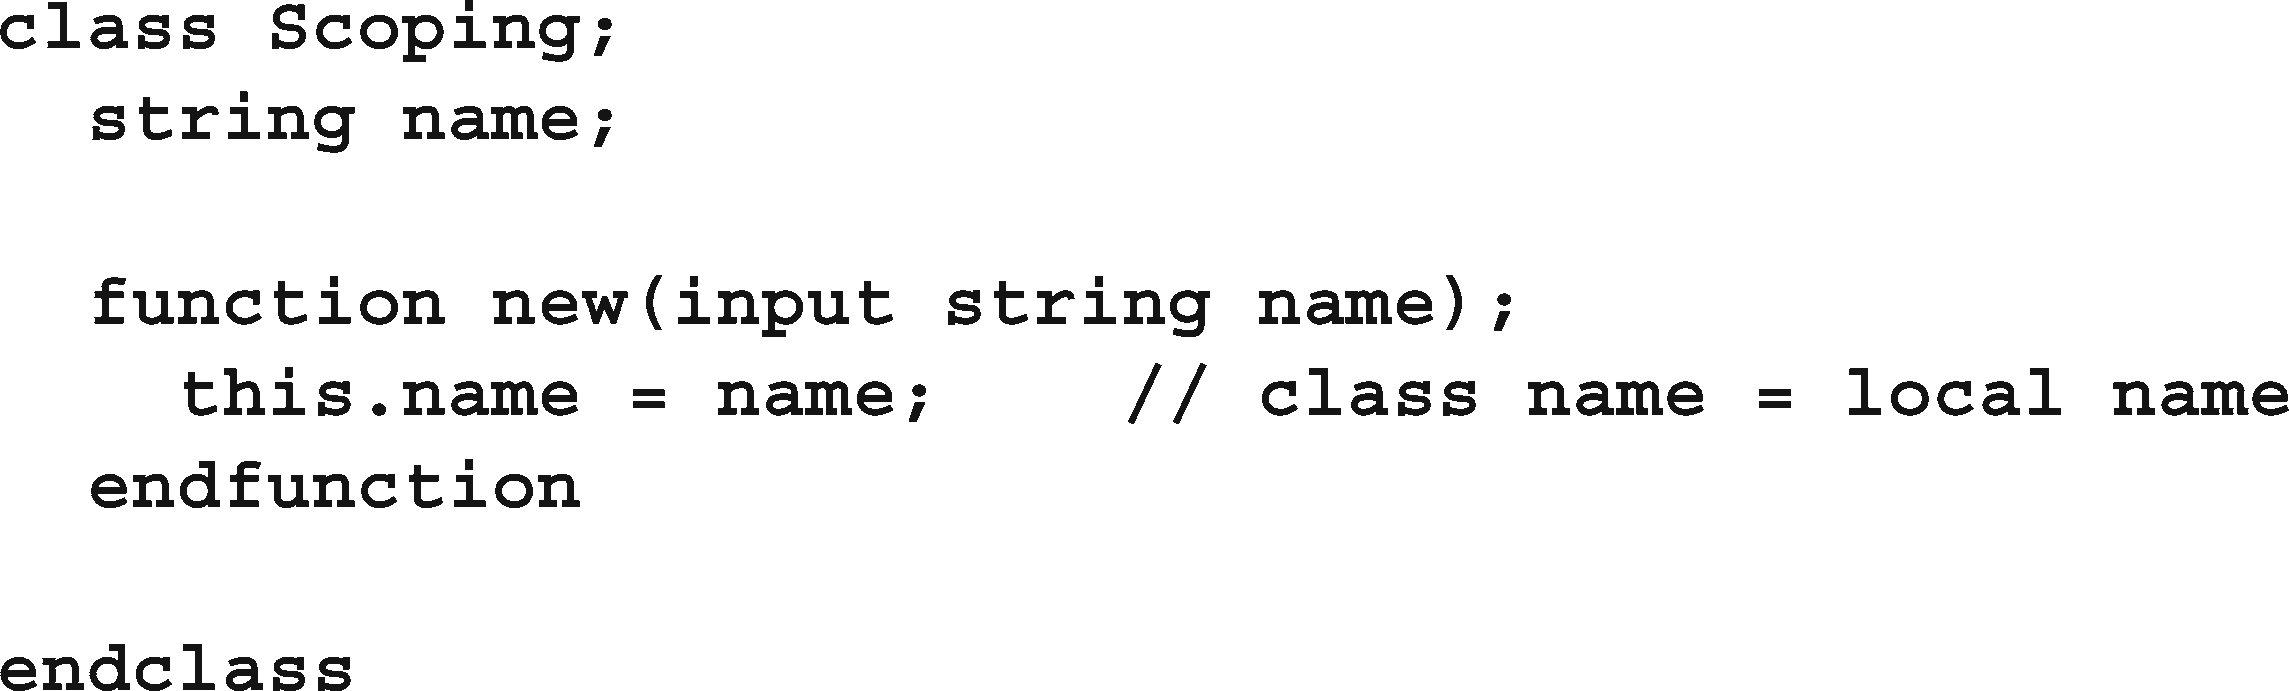 class Scoping;
  string name;

  function new(input string name);
    this.name = name;    // class name = local name
  endfunction

endclass